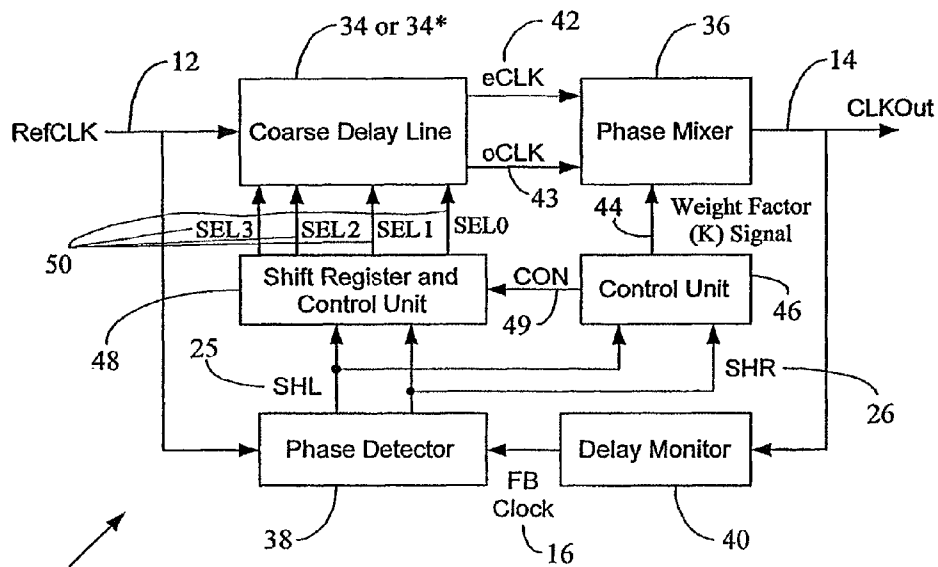 34 or 34*
42
36
12
eCLK
14
CLKOut
RefCLK
Coarse Delay Line
Phase Mixer
oCLK
43
44
Weight Factor
(K) Signal
SEL3
SEL2
SEL1
SEL0
50
Shift Register and
Control Unit
CON
Control Unit
49
46
48
25
SHL
SHR
26
Phase Detector
Delay Monitor
FB
Clock
38
16
40